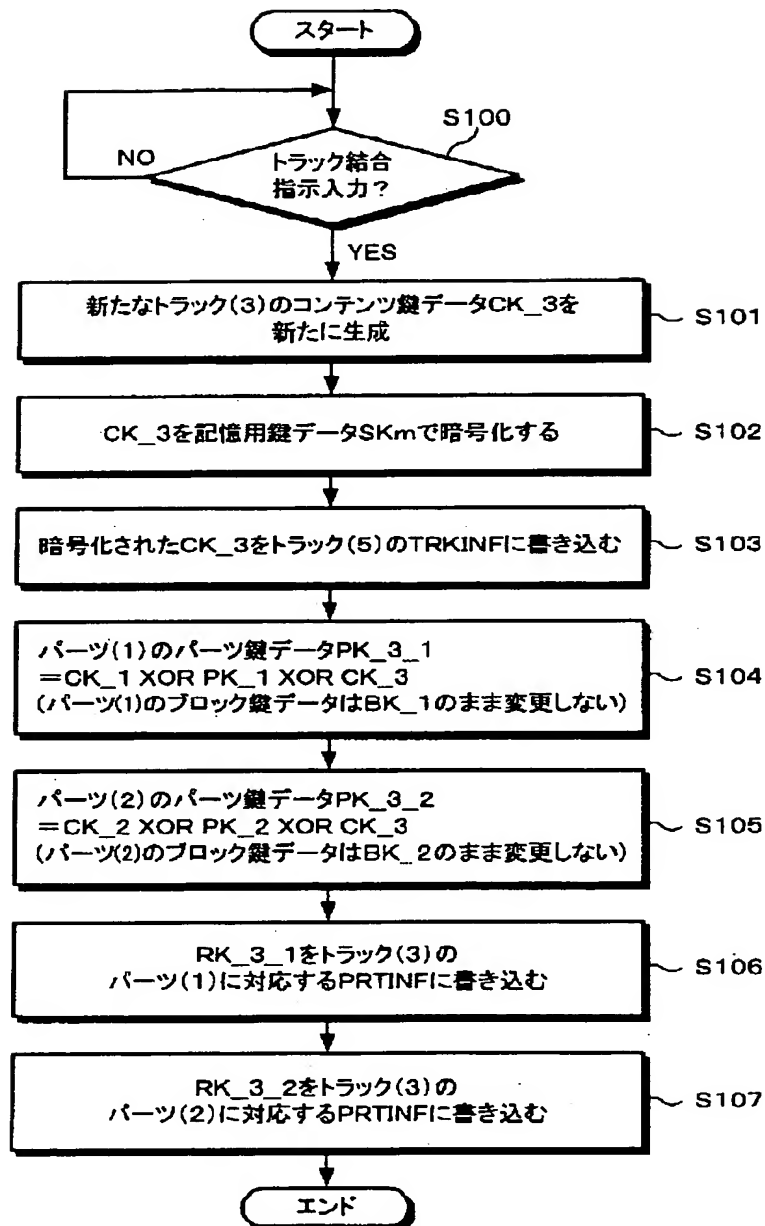 スタート
S100
NO
トラック結合
指示入力？
YES
新たなトラック(3)のコンテンツ鍵データCK_3を
新たに生成
S101
CK_3を記憶用鍵データSKmで暗号化する
S102
暗号化されたCK_3をトラック(5)のTRKINFに書き込む
S103
パーツ(1)のパーツ鍵データPK_3_1
=CK_1 XOR PK_1 XOR CK_3
(パーツ(1)のブロック鍵データはBK_1のまま変更しない)
S104
パーツ(2)のパーツ鍵データPK_3_2
=CK_2 XOR PK_2 XOR CK_3
(パーツ(2)のブロック鍵データはBK_2のまま変更しない)
S105
RK_3_1をトラック(3)の
パーツ(1)に対応するPRTINFに書き込む
S106
RK_3_2をトラック(3)の
パーツ(2)に対応するPRTINFに書き込む
S107
エンド